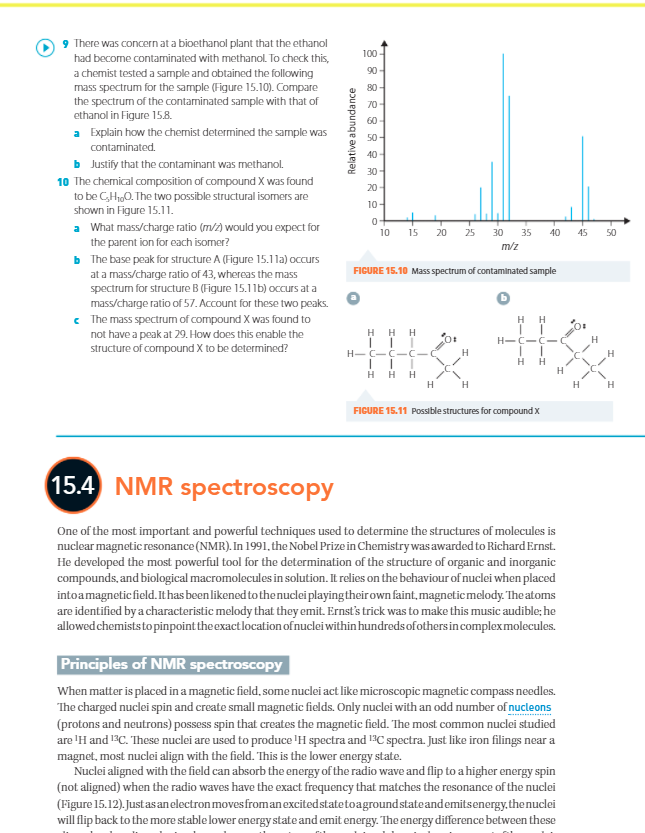 9 There was concern at a bioethanol plant that the ethanol
had become contaminated with methanol. To check this,
a chemist tested a sample and obtained the following
mass spectrum for the sample (Figure 15.10). Compare
the spectrum of the contaminated sample with that of
ethanol in Figure 15.8.
a Explain how the chemist determined the sample was
contaminated.
b Justify that the contaminant was methanol.
10 The chemical composition of compound X was found
to be C₅H₁₀O. The two possible structural isomers are
shown in Figure 15.11.
a What mass/charge ratio (m/z) would you expect for
the parent ion for each isomer?
b The base peak for structure A (Figure 15.11a) occurs
at a mass/charge ratio of 43, whereas the mass
spectrum for structure B (Figure 15.11b) occurs at a
mass/charge ratio of 57. Account for these two peaks.
c The mass spectrum of compound X was found to
not have a peak at 29. How does this enable the
structure of compound X to be determined?
Relative abundance
100
90
80
70
60
50
40
30
20
10
0
10 15 20 25 30 35 40 45 50
m/z
FIGURE 15.10 Mass spectrum of contaminated sample
a
H H H O
H C C C C H
H H H C
H H
b
H H O
H C C C H
H H C H
H C
H H
FIGURE 15.11 Possible structures for compound X
15.4 NMR spectroscopy
One of the most important and powerful techniques used to determine the structures of molecules is
nuclear magnetic resonance (NMR). In 1991, the Nobel Prize in Chemistry was awarded to Richard Ernst.
He developed the most powerful tool for the determination of the structure of organic and inorganic
compounds, and biological macromolecules in solution. It relies on the behaviour of nuclei when placed
into a magnetic field. It has been likened to the nuclei playing their own faint, magnetic melody. The atoms
are identified by a characteristic melody that they emit. Ernst's trick was to make this music audible; he
allowed chemists to pinpoint the exact location of nuclei within hundreds of others in complex molecules.
Principles of NMR spectroscopy
When matter is placed in a magnetic field, some nuclei act like microscopic magnetic compass needles.
The charged nuclei spin and create small magnetic fields. Only nuclei with an odd number of nucleons
(protons and neutrons) possess spin that creates the magnetic field. The most common nuclei studied
are ¹H and ¹³C. These nuclei are used to produce ¹H spectra and ¹³C spectra. Just like iron filings near a
magnet, most nuclei align with the field. This is the lower energy state.
Nuclei aligned with the field can absorb the energy of the radio wave and flip to a higher energy spin
(not aligned) when the radio waves have the exact frequency that matches the resonance of the nuclei
(Figure 15.12). Just as an electron moves from an excited state to a ground state and emits energy, the nuclei
will flip back to the more stable lower energy state and emit energy. The energy difference between these